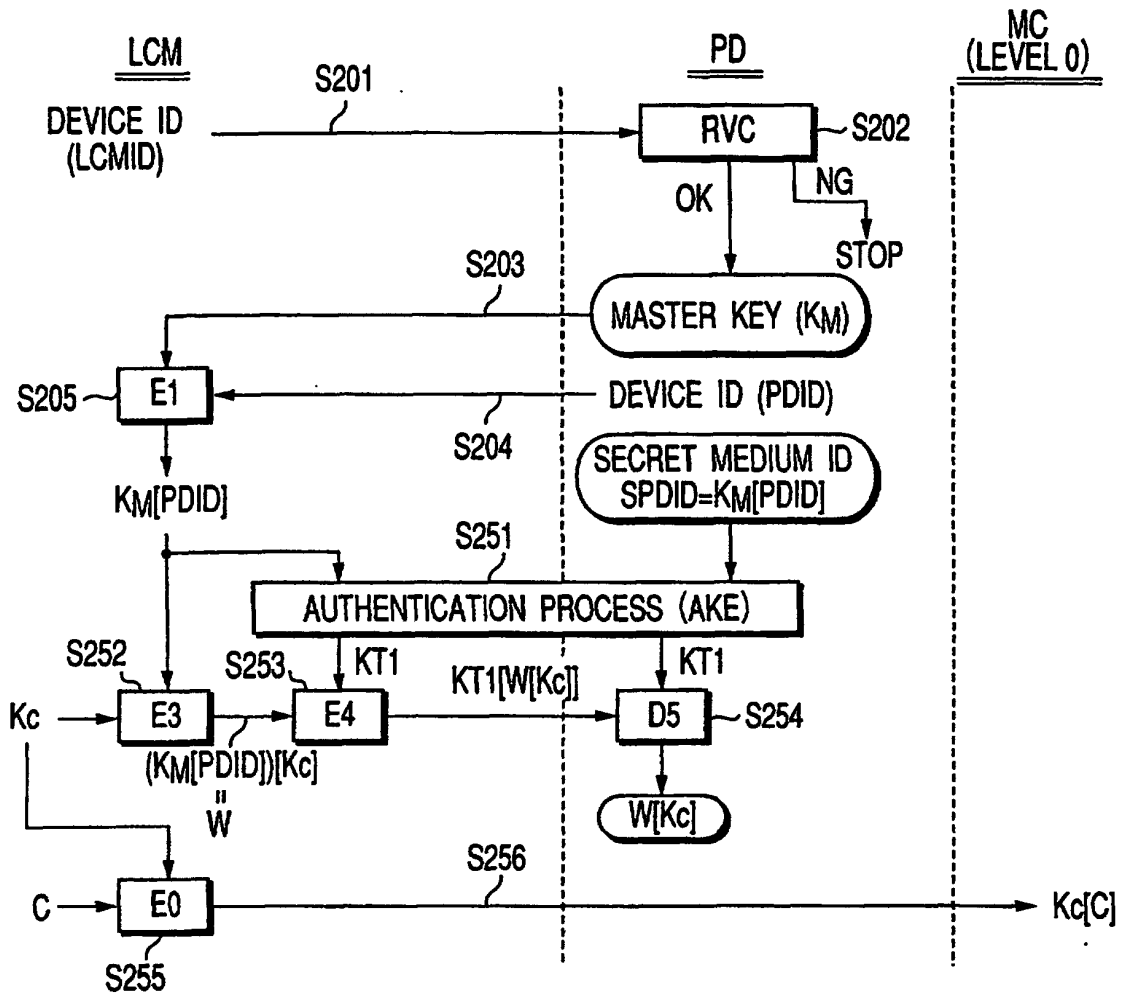 LCM
PD
MC
(LEVEL 0)
S201
DEVICE ID
(LCMID)
RVC
S202
OK
NG
STOP
S203
MASTER KEY (KM)
S205
E1
DEVICE ID (PDID)
S204
SECRET MEDIUM ID
SPDID=KM[PDID]
KM[PDID]
S251
AUTHENTICATION PROCESS (AKE)
S252
S253
KT1
KT1[W[Kc]]
KT1
Kc
E3
E4
D5
S254
(KM[PDID])[Kc]
=
W
W[Kc]
S256
C
E0
Kc[C]
S255